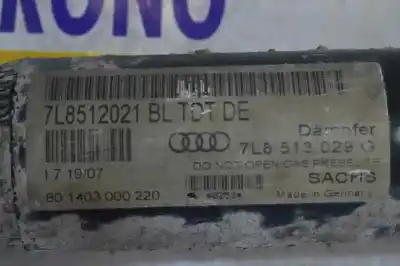 RONO
7L8512021 BL TDT DE
Dämpfer
7L8 513 029 G
DO NOT OPEN GAS PRESSURE
17 19/07
SACHS
80 1403 000 220
Made in Germany